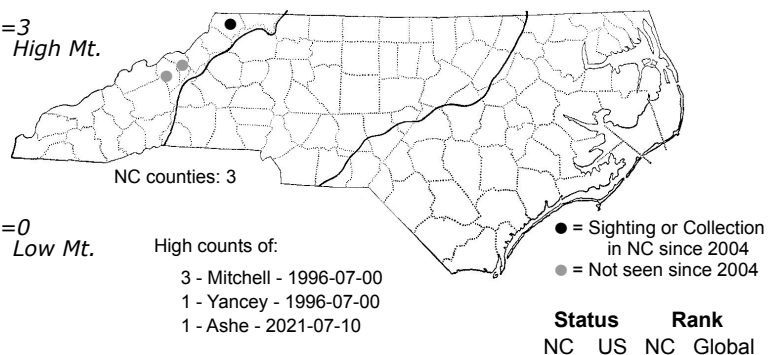 =3
High Mt.
NC counties: 3
=0
Low Mt.
High counts of:
3 - Mitchell - 1996-07-00
1 - Yancey - 1996-07-00
1 - Ashe - 2021-07-10
= Sighting or Collection
in NC since 2004
= Not seen since 2004
Status Rank
NC US NC Global